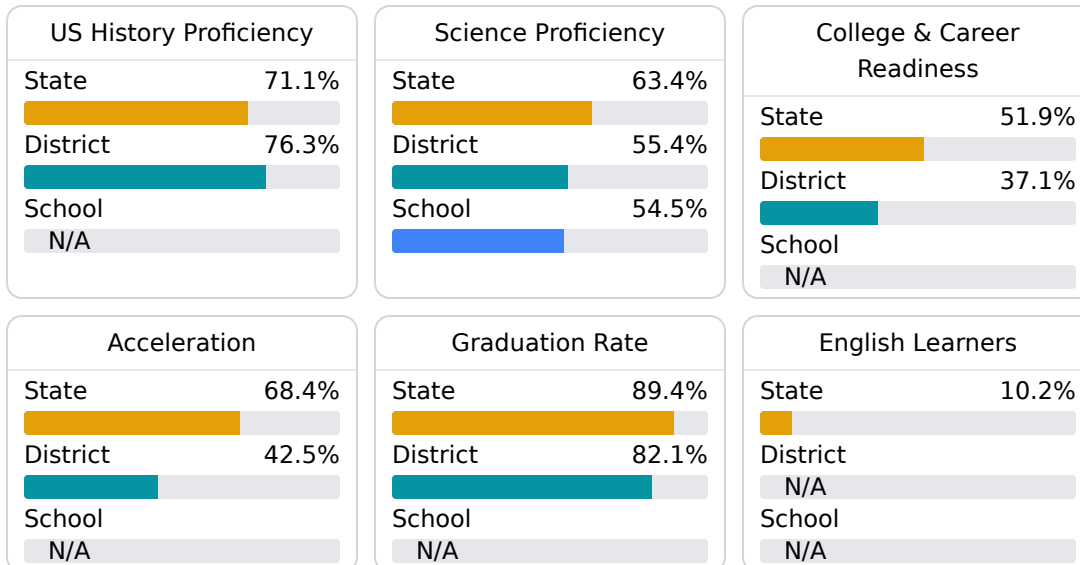 US History Proficiency
State 71.1%
District 76.3%
School
N/A
Science Proficiency
State 63.4%
District 55.4%
School 54.5%
College & Career
Readiness
State 51.9%
District 37.1%
School
N/A
Acceleration
State 68.4%
District 42.5%
School
N/A
Graduation Rate
State 89.4%
District 82.1%
School
N/A
English Learners
State 10.2%
District
N/A
School
N/A